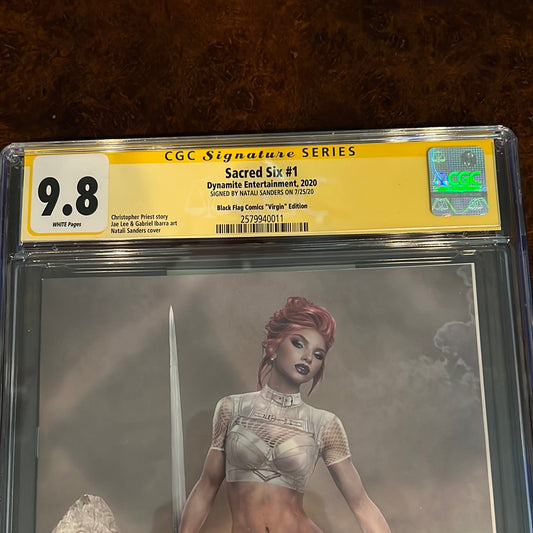 CGC Signature SERIES
9.8
WHITE Pages
Sacred Six #1
Dynamite Entertainment, 2020
SIGNED BY NATALI SANDERS ON 7/25/20
Christopher Priest story
Jae Lee & Gabriel Ibarra art
Natali Sanders cover
Black Flag Comics "Virgin" Edition
2579940011
CGC